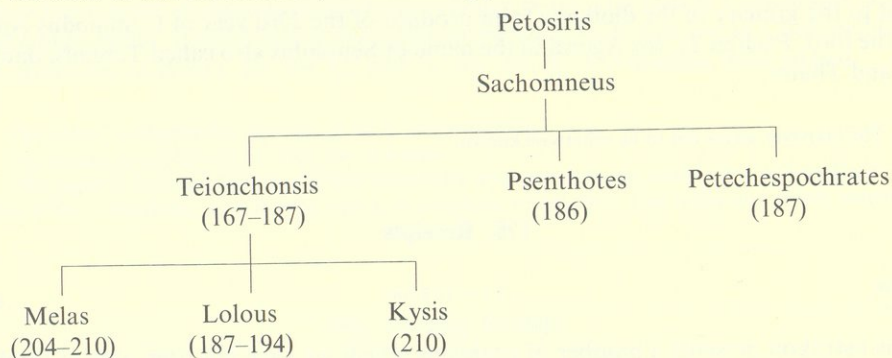 Petosiris
Sachomneus
Teionchonsis Psenthotes Petechespochrates
(167–187) (186) (187)
Melas Lolous Kysis
(204–210) (187–194) (210)